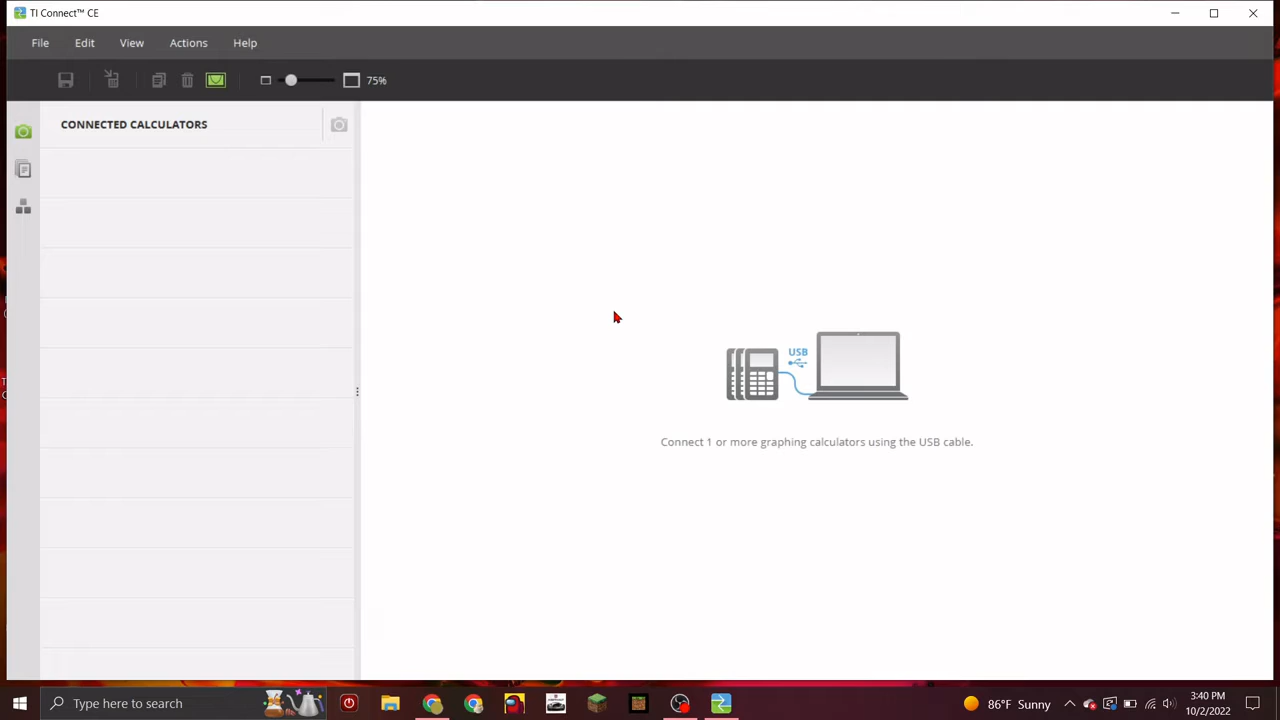 TI Connect™ CE
File Edit View Actions Help
75%
CONNECTED CALCULATORS
USB
Connect 1 or more graphing calculators using the USB cable.
Type here to search
86°F Sunny
3:40 PM
10/2/2022